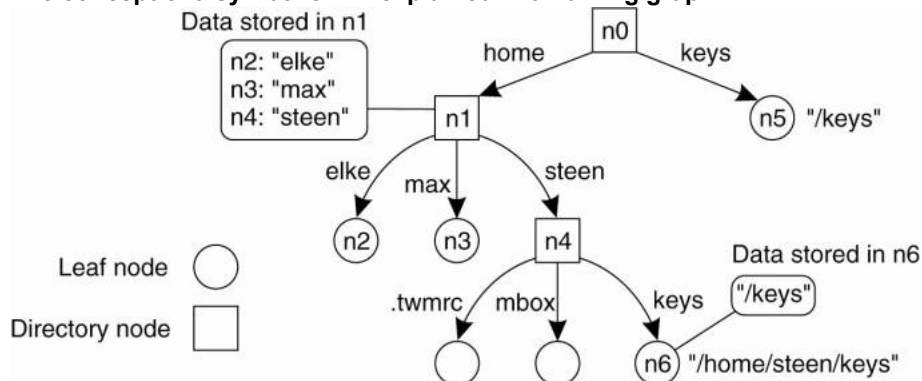 Data stored in n1
n0
home
keys
n2: "elke"
n3: "max"
n4: "steen"
n1
n5
"/keys"
elke
max
steen
n2
n3
n4
Leaf node
Data stored in n6
"/keys"
.twmrc
mbox
keys
Directory node
n6
"/home/steen/keys"